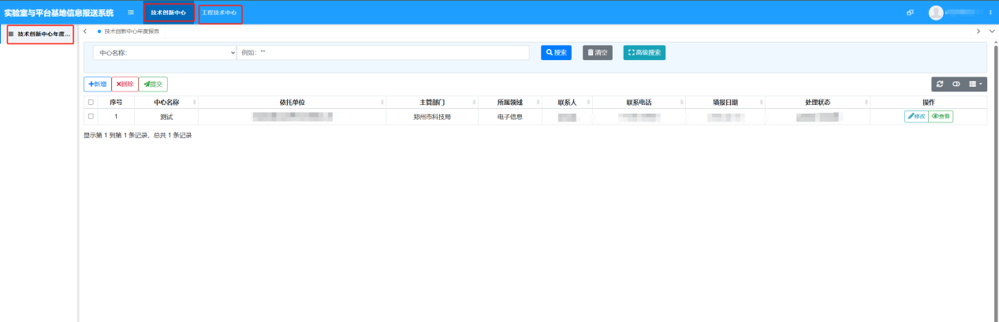 实验室与平台基地信息报送系统 技术创新中心 工程技术中心
技术创新中心年度... 技术创新中心年度报告
中心名称: 例如: ** 搜索 清空 高级搜索
新增 删除 提交
序号 中心名称 依托单位 主管部门 所属领域 联系人 联系电话 填报日期 处理状态 操作
1 测试 郑州市科技局 电子信息 修改 查看
显示第 1 到第 1 条记录，总共 1 条记录